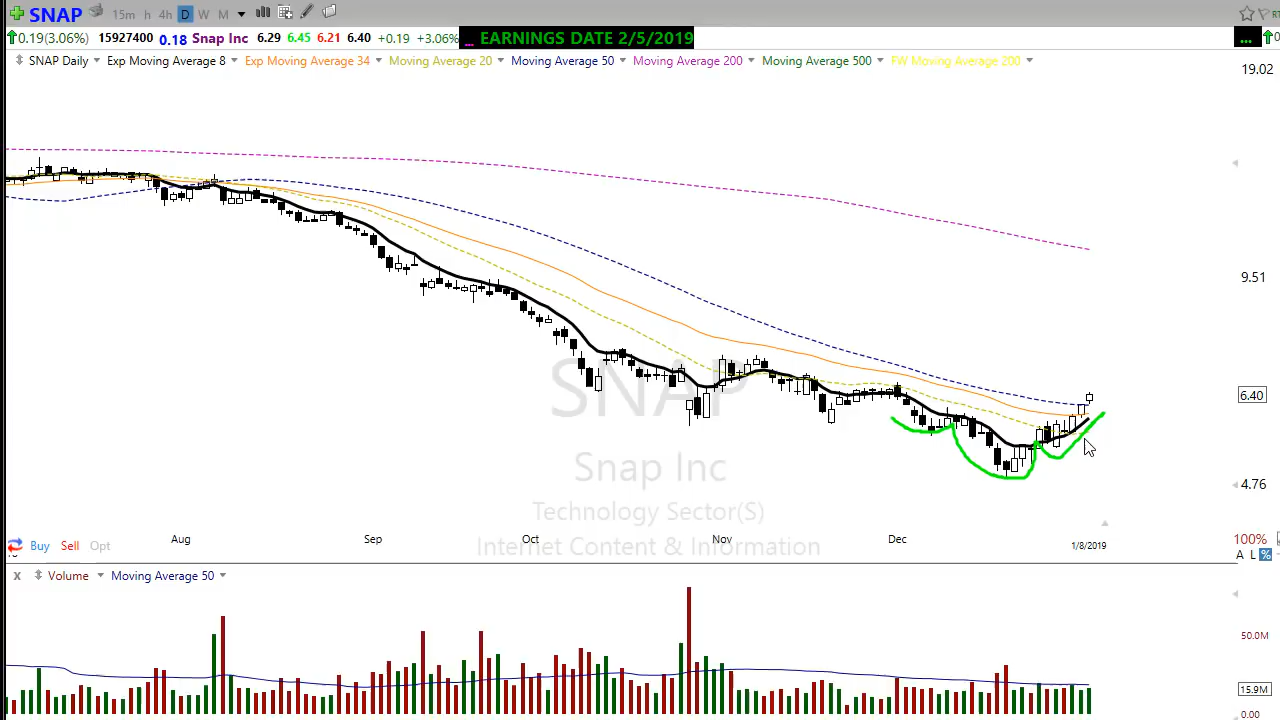 SNAP 15m h 4h D W M RT
0.19(3.06%) 15927400 0.18 Snap Inc 6.29 6.45 6.21 6.40 +0.19 +3.06% ... EARNINGS DATE 2/5/2019 ... 0
SNAP Daily Exp Moving Average 8 Exp Moving Average 34 Moving Average 20 Moving Average 50 Moving Average 200 Moving Average 500 FW Moving Average 200
19.02
9.51
6.40
4.76
SNAP
Snap Inc
Technology Sector(S)
Internet Content & Information
Aug Sep Oct Nov Dec 1/8/2019
Buy Sell Opt 100%
A L %
x Volume Moving Average 50
50.0M
15.9M
0.00